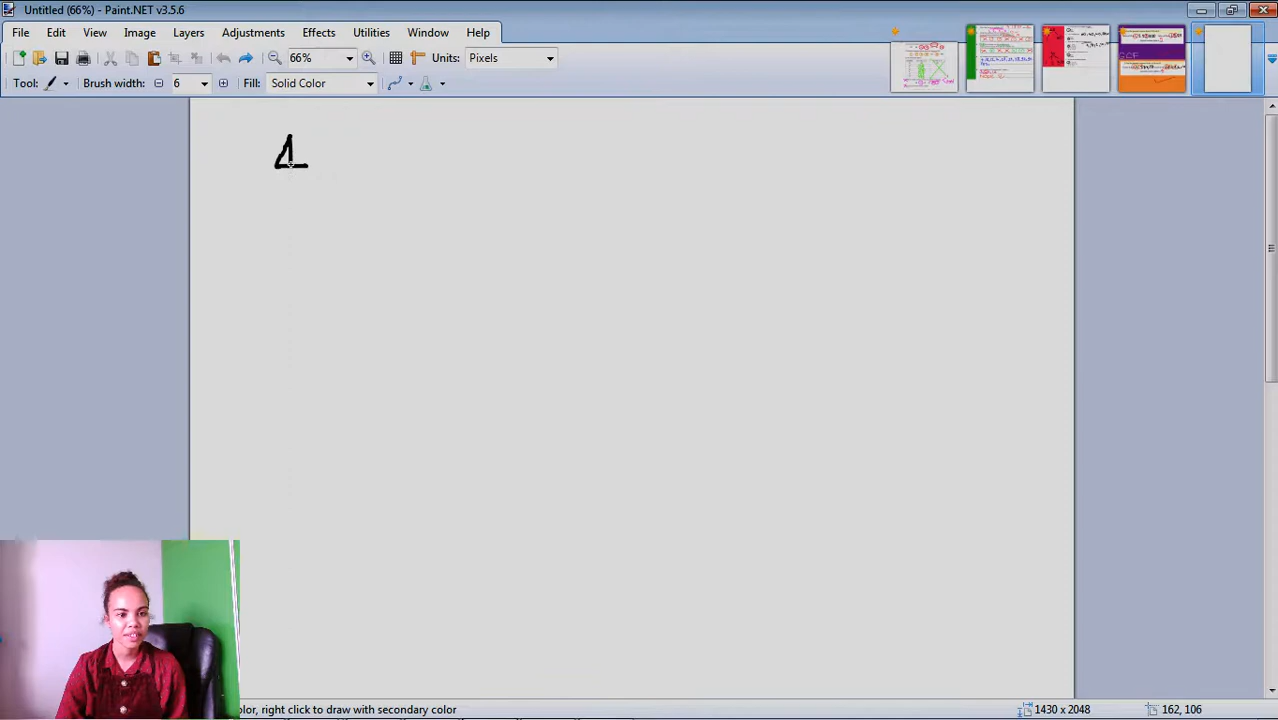 Untitled (66%) - Paint.NET v3.5.6
File Edit View Image Layers Adjustments Effects Utilities Window Help
66% Units: Pixels
Tool: Brush width: 6 Fill: Solid Color
1
GCF
olor, right click to draw with secondary color 1430 x 2048 162, 106